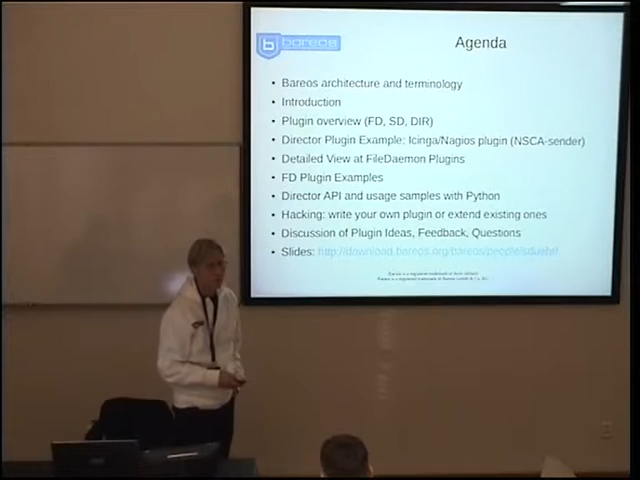 b bareos
Agenda
• Bareos architecture and terminology
• Introduction
• Plugin overview (FD, SD, DIR)
• Director Plugin Example: Icinga/Nagios plugin (NSCA-sender)
• Detailed View at FileDaemon Plugins
• FD Plugin Examples
• Director API and usage samples with Python
• Hacking: write your own plugin or extend existing ones
• Discussion of Plugin Ideas, Feedback, Questions
• Slides: http://download.bareos.org/bareos/people/sduehr/